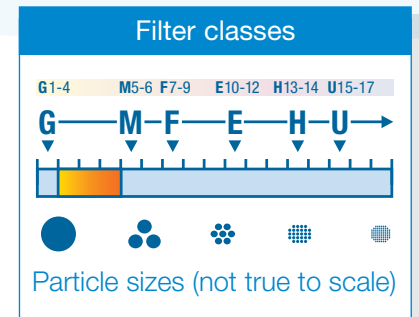 Filter classes
G1-4 M5-6 F7-9 E10-12 H13-14 U15-17
G M F E H U
Particle sizes (not true to scale)